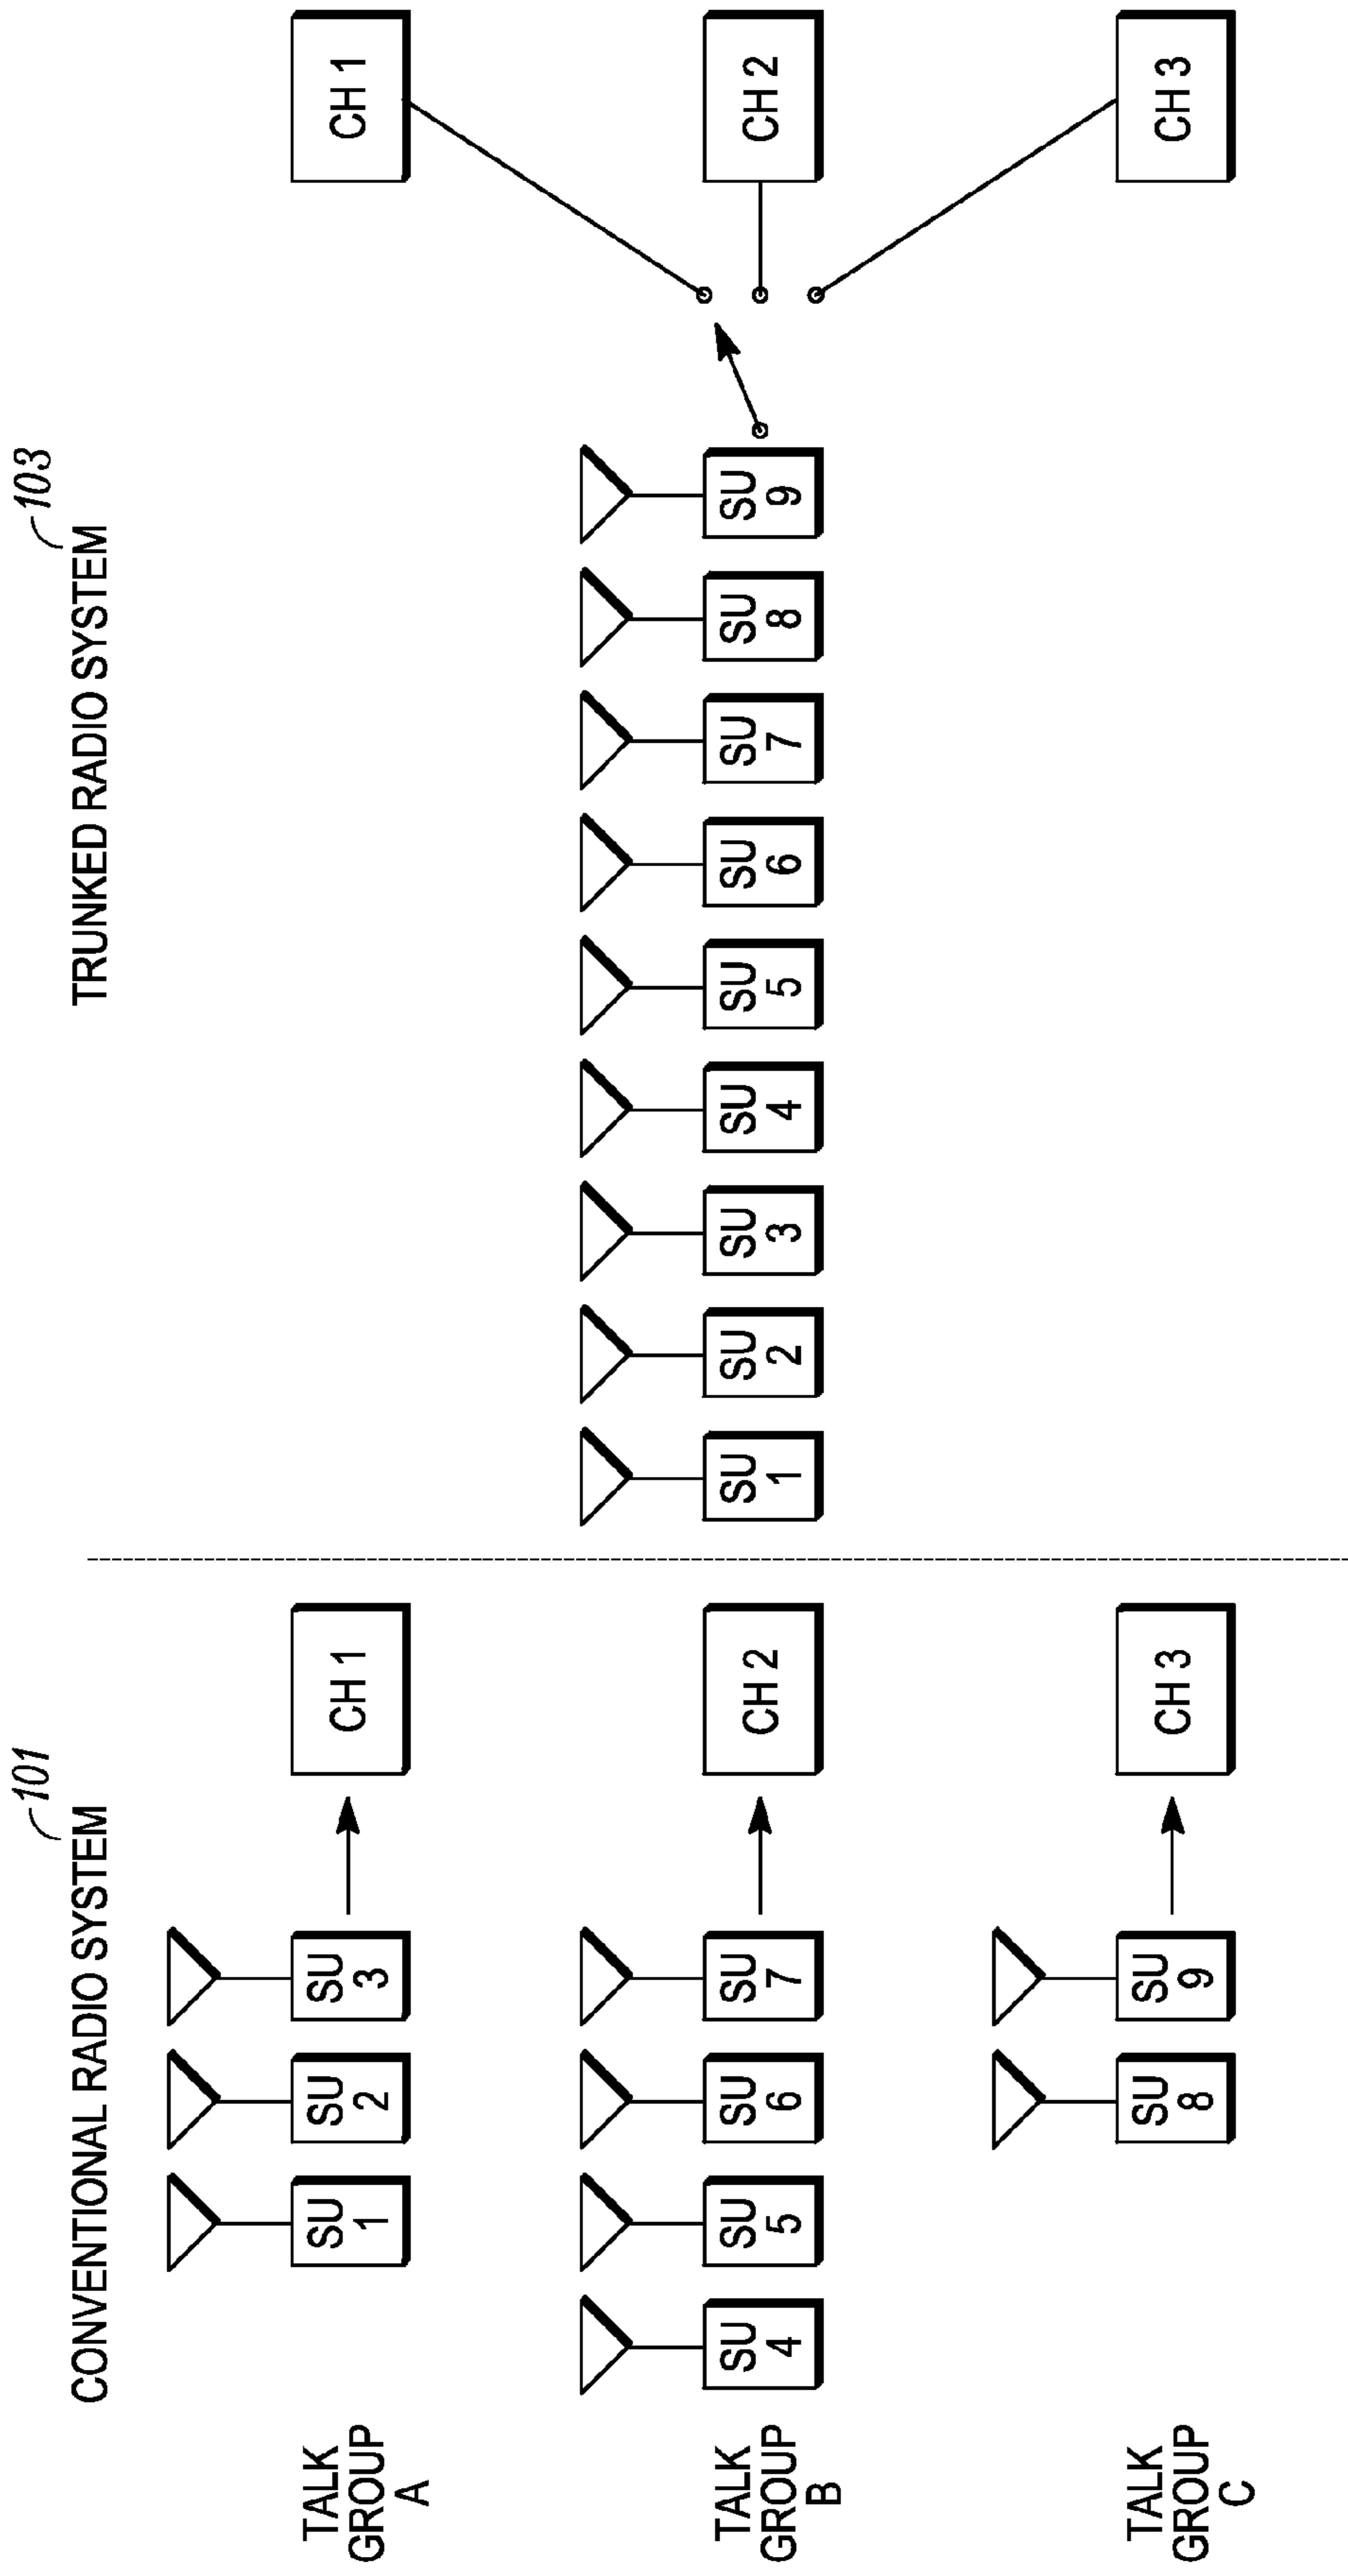 101
CONVENTIONAL RADIO SYSTEM
TALK
GROUP
A
SU
1
SU
2
SU
3
CH 1
TALK
GROUP
B
SU
4
SU
5
SU
6
SU
7
CH 2
TALK
GROUP
C
SU
8
SU
9
CH 3
103
TRUNKED RADIO SYSTEM
SU
1
SU
2
SU
3
SU
4
SU
5
SU
6
SU
7
SU
8
SU
9
CH 1
CH 2
CH 3